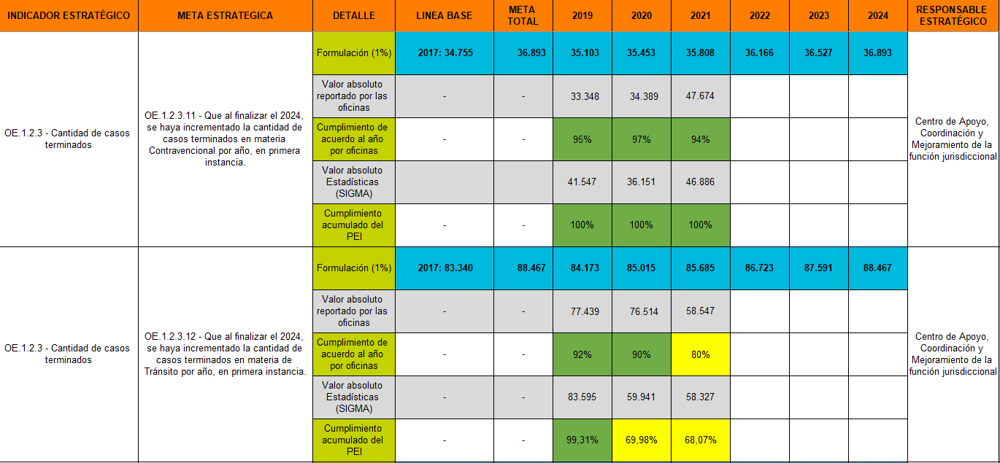 INDICADOR ESTRATÉGICO META ESTRATEGICA DETALLE LINEA BASE META TOTAL 2019 2020 2021 2022 2023 2024 RESPONSABLE ESTRATÉGICO
OE.1.2.3 - Cantidad de casos
terminados
OE.1.2.3.11 - Que al finalizar el 2024,
se haya incrementado la cantidad de
casos terminados en materia
Contravencional por año, en primera
instancia.
Formulación (1%) 2017: 34.755 36.893 35.103 35.453 35.808 36.166 36.527 36.893
Valor absoluto
reportado por las
oficinas
- - 33.348 34.389 47.674
Cumplimiento de
acuerdo al año
por oficinas
- - 95% 97% 94%
Valor absoluto
Estadísticas
(SIGMA)
41.547 36.151 46.886
Cumplimiento
acumulado del
PEI
- - 100% 100% 100%
Centro de Apoyo,
Coordinación y
Mejoramiento de la
función jurisdiccional
OE.1.2.3 - Cantidad de casos
terminados
OE.1.2.3.12 - Que al finalizar el 2024,
se haya incrementado la cantidad de
casos terminados en materia de
Tránsito por año, en primera instancia.
Formulación (1%) 2017: 83.340 88.467 84.173 85.015 85.685 86.723 87.591 88.467
Valor absoluto
reportado por las
oficinas
- - 77.439 76.514 58.547
Cumplimiento de
acuerdo al año
por oficinas
- - 92% 90% 80%
Valor absoluto
Estadísticas
(SIGMA)
- - 83.595 59.941 58.327
Cumplimiento
acumulado del
PEI
- - 99,31% 69,98% 68,07%
Centro de Apoyo,
Coordinación y
Mejoramiento de la
función jurisdiccional